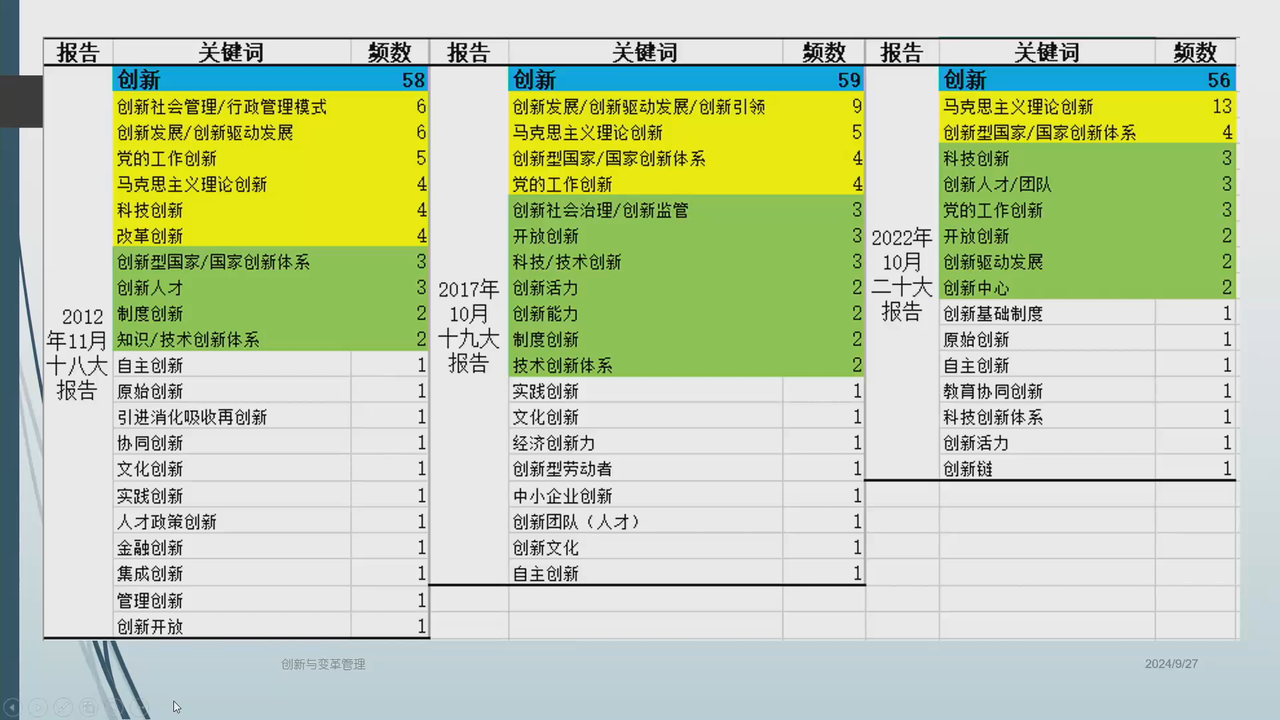 报告 关键词 频数 报告 关键词 频数 报告 关键词 频数
创新 58 创新 59 创新 56
创新社会管理/行政管理模式 6 创新发展/创新驱动发展/创新引领 9 马克思主义理论创新 13
创新发展/创新驱动发展 6 马克思主义理论创新 5 创新型国家/国家创新体系 4
党的工作创新 5 创新型国家/国家创新体系 4 科技创新 3
马克思主义理论创新 4 党的工作创新 4 创新人才/团队 3
科技创新 4 创新社会治理/创新监管 3 党的工作创新 3
改革创新 4 开放创新 3 2022年 开放创新 2
创新型国家/国家创新体系 3 科技/技术创新 3 10月 创新驱动发展 2
创新人才 3 2017年 创新活力 2 二十大 创新中心 2
2012 制度创新 2 10月 创新能力 2 报告 创新基础制度 1
年11月 知识/技术创新体系 2 十九大 制度创新 2 原始创新 1
十八大 自主创新 1 报告 技术创新体系 2 自主创新 1
报告 原始创新 1 实践创新 1 教育协同创新 1
引进消化吸收再创新 1 文化创新 1 科技创新体系 1
协同创新 1 经济创新力 1 创新活力 1
文化创新 1 创新型劳动者 1 创新链 1
实践创新 1 中小企业创新 1
人才政策创新 1 创新团队（人才） 1
金融创新 1 创新文化 1
集成创新 1 自主创新 1
管理创新 1
创新开放 1
创新与变革管理 2024/9/27